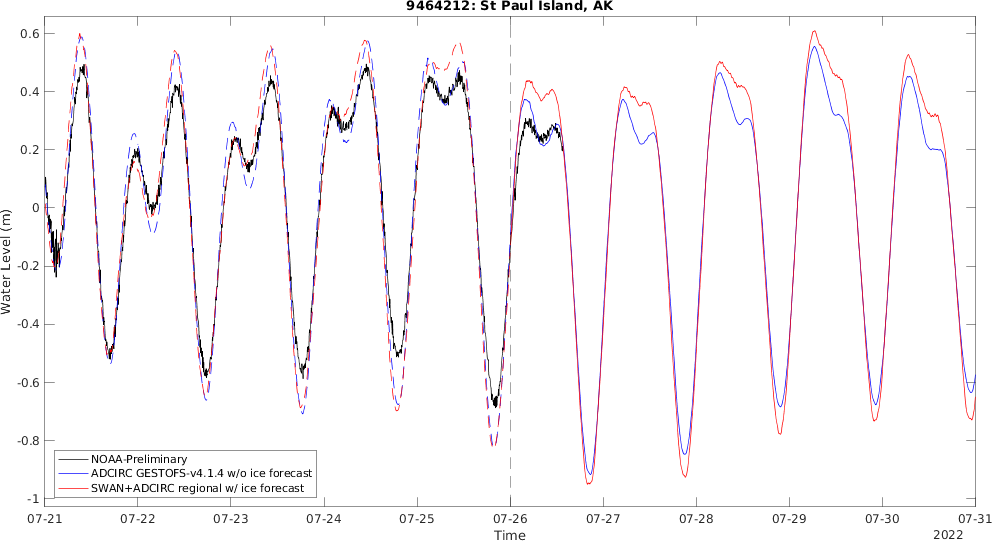 9464212: St Paul Island, AK
Water Level (m)
0.6
0.4
0.2
0
-0.2
-0.4
-0.6
-0.8
-1
NOAA-Preliminary
ADCIRC GESTOFS-v4.1.4 w/o ice forecast
SWAN+ADCIRC regional w/ ice forecast
07-21 07-22 07-23 07-24 07-25 07-26 07-27 07-28 07-29 07-30 07-31
Time
2022